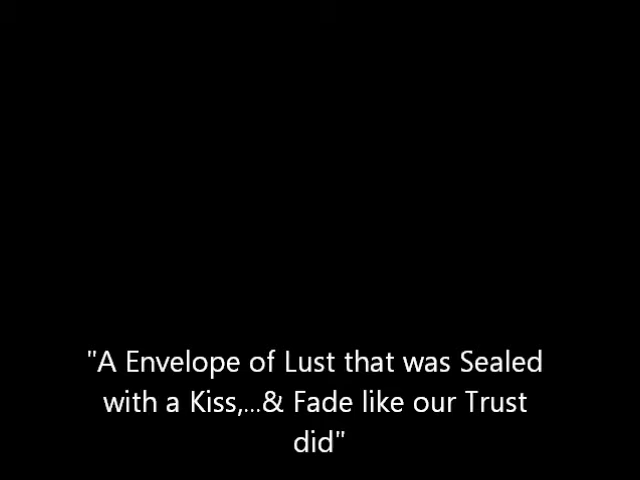 "A Envelope of Lust that was Sealed
with a Kiss,...& Fade like our Trust
did"